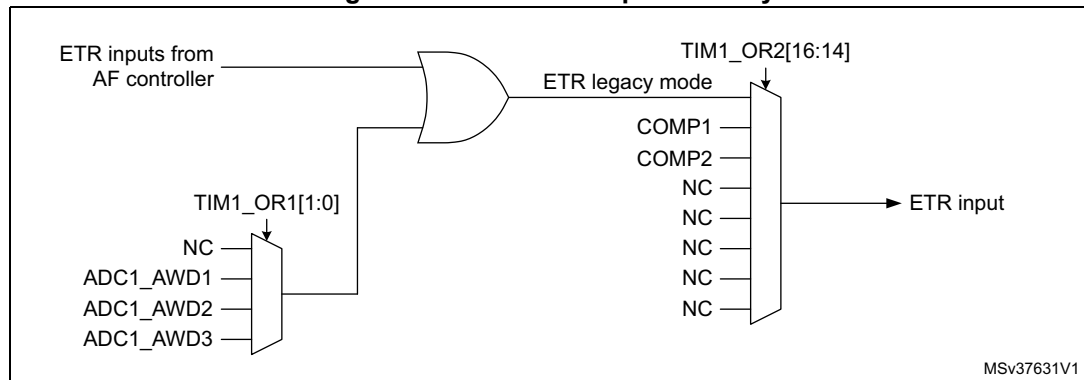 ETR inputs from
AF controller
TIM1_OR2[16:14]
ETR legacy mode
COMP1
COMP2
NC
NC
NC
NC
NC
ETR input
TIM1_OR1[1:0]
NC
ADC1_AWD1
ADC1_AWD2
ADC1_AWD3
MSv37631V1